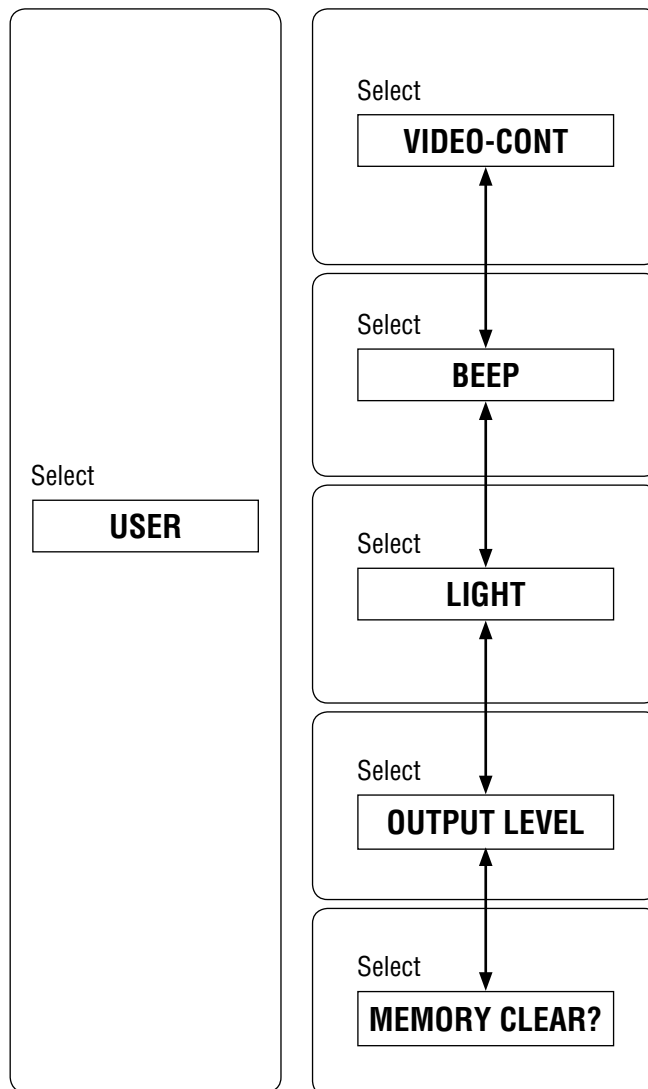 Select
USER
Select
VIDEO-CONT
Select
BEEP
Select
LIGHT
Select
OUTPUT LEVEL
Select
MEMORY CLEAR?